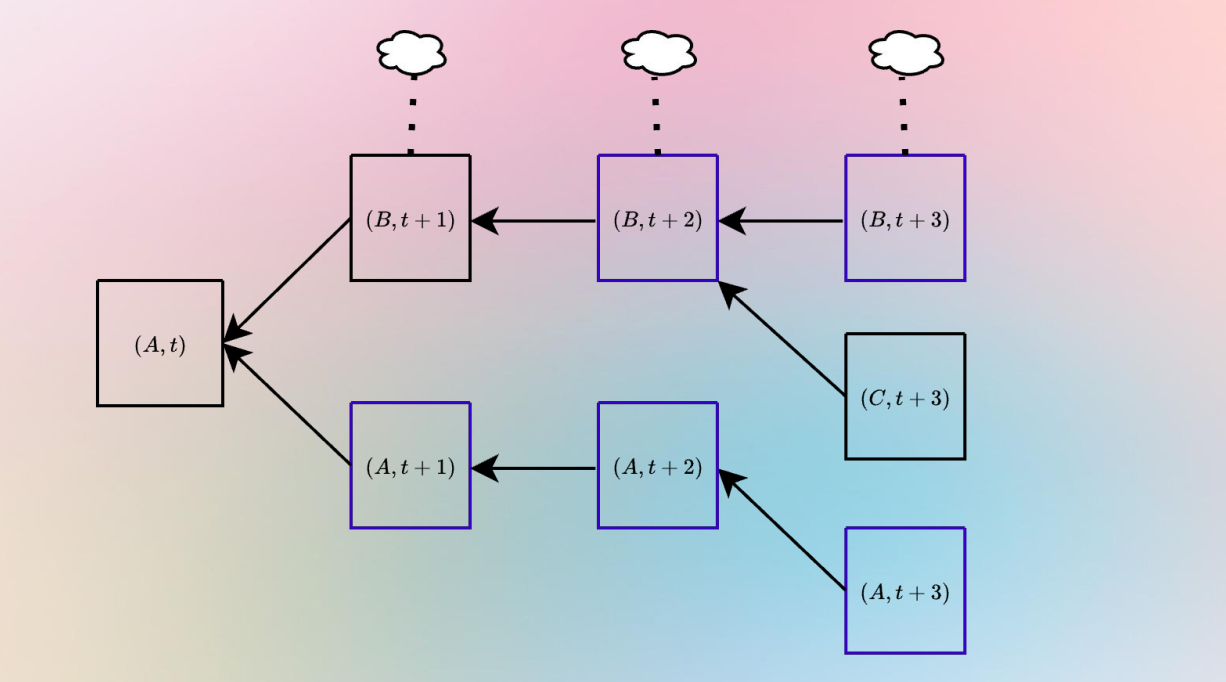 (B, t + 1)
(B, t + 2)
(B, t + 3)
(A, t)
(C, t + 3)
(A, t + 1)
(A, t + 2)
(A, t + 3)